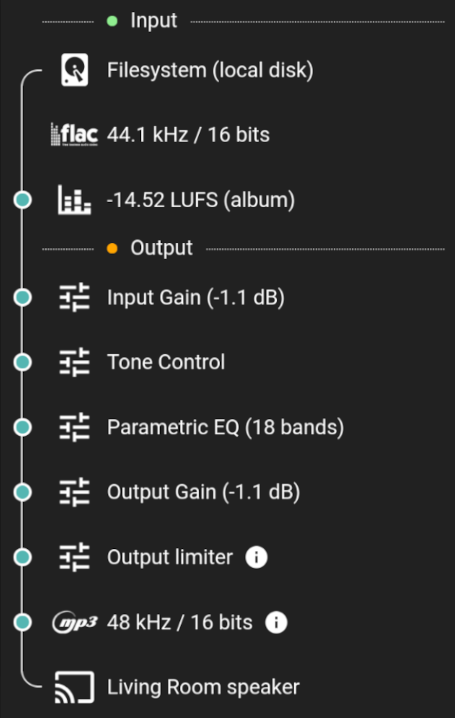 Input
Filesystem (local disk)
flac 44.1 kHz / 16 bits
-14.52 LUFS (album)
Output
Input Gain (-1.1 dB)
Tone Control
Parametric EQ (18 bands)
Output Gain (-1.1 dB)
Output limiter i
mp3 48 kHz / 16 bits i
Living Room speaker